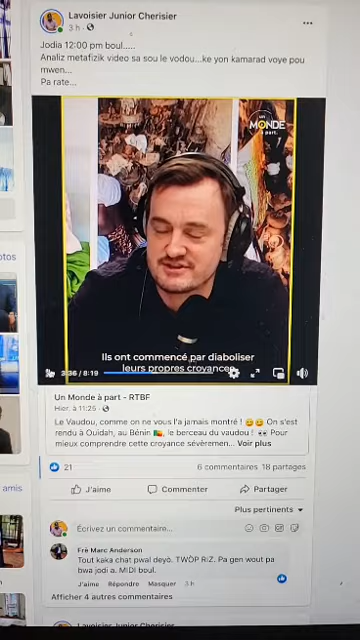 Lavoisier Junior Cherisier
3 h ·
Jodia 12:00 pm boul.....
Analiz metafizik video sa sou le vodou...ke yon kamarad voye pou
mwen...
Pa rate...
UN
MONDE
à part.
Ils ont commencé par diaboliser
leurs propres croyances
3:36 / 8:19
Un Monde à part - RTBF
Hier, à 11:25 ·
Le Vaudou, comme on ne vous l'a jamais montré ! On s'est
rendu à Ouidah, au Bénin , le berceau du vaudou ! Pour
mieux comprendre cette croyance sévèremen... Voir plus
21
6 commentaires 18 partages
J'aime
Commenter
Partager
Plus pertinents
Écrivez un commentaire...
Frè Marc Anderson
Tout kaka chat pwal deyò. TWÒP RIZ. Pa gen wout pa
bwa jodi a. MIDI boul.
J'aime Répondre Masquer 3 h
Afficher 4 autres commentaires
Lavoisier Junior Cherisier
otos
amis